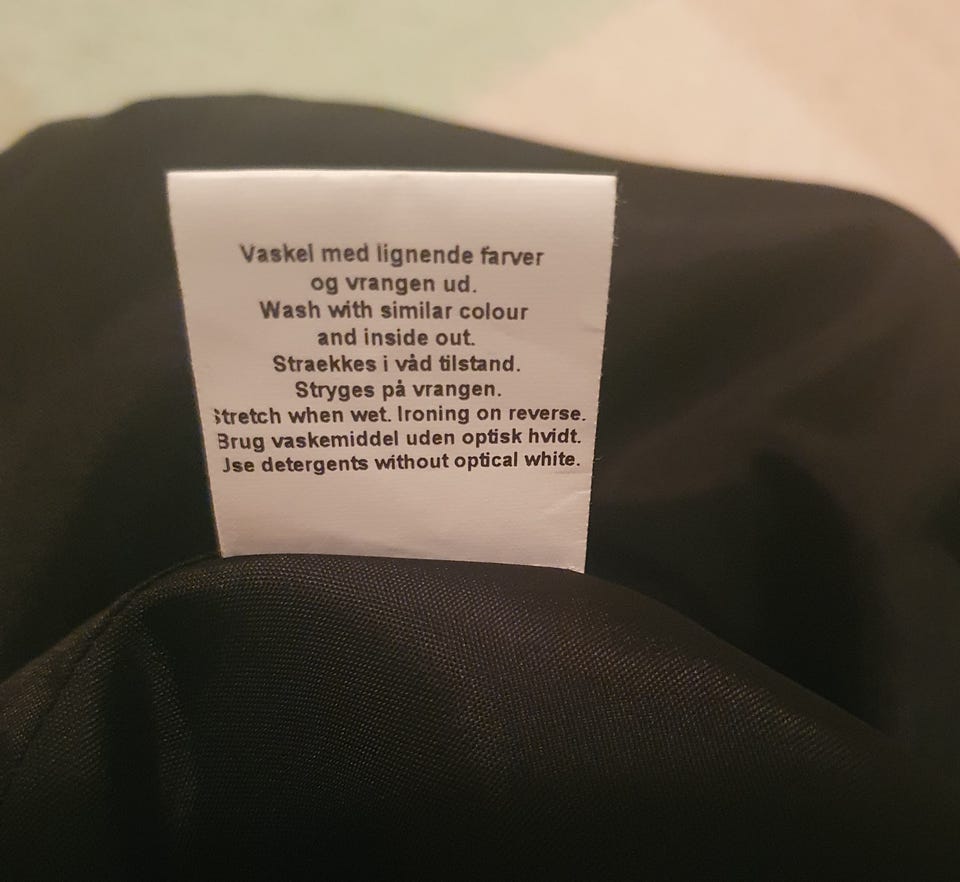 Vaskel med lignende farver
og vrangen ud.
Wash with similar colour
and inside out.
Straekkes i våd tilstand.
Stryges på vrangen.
Stretch when wet. Ironing on reverse.
Brug vaskemiddel uden optisk hvidt.
Use detergents without optical white.